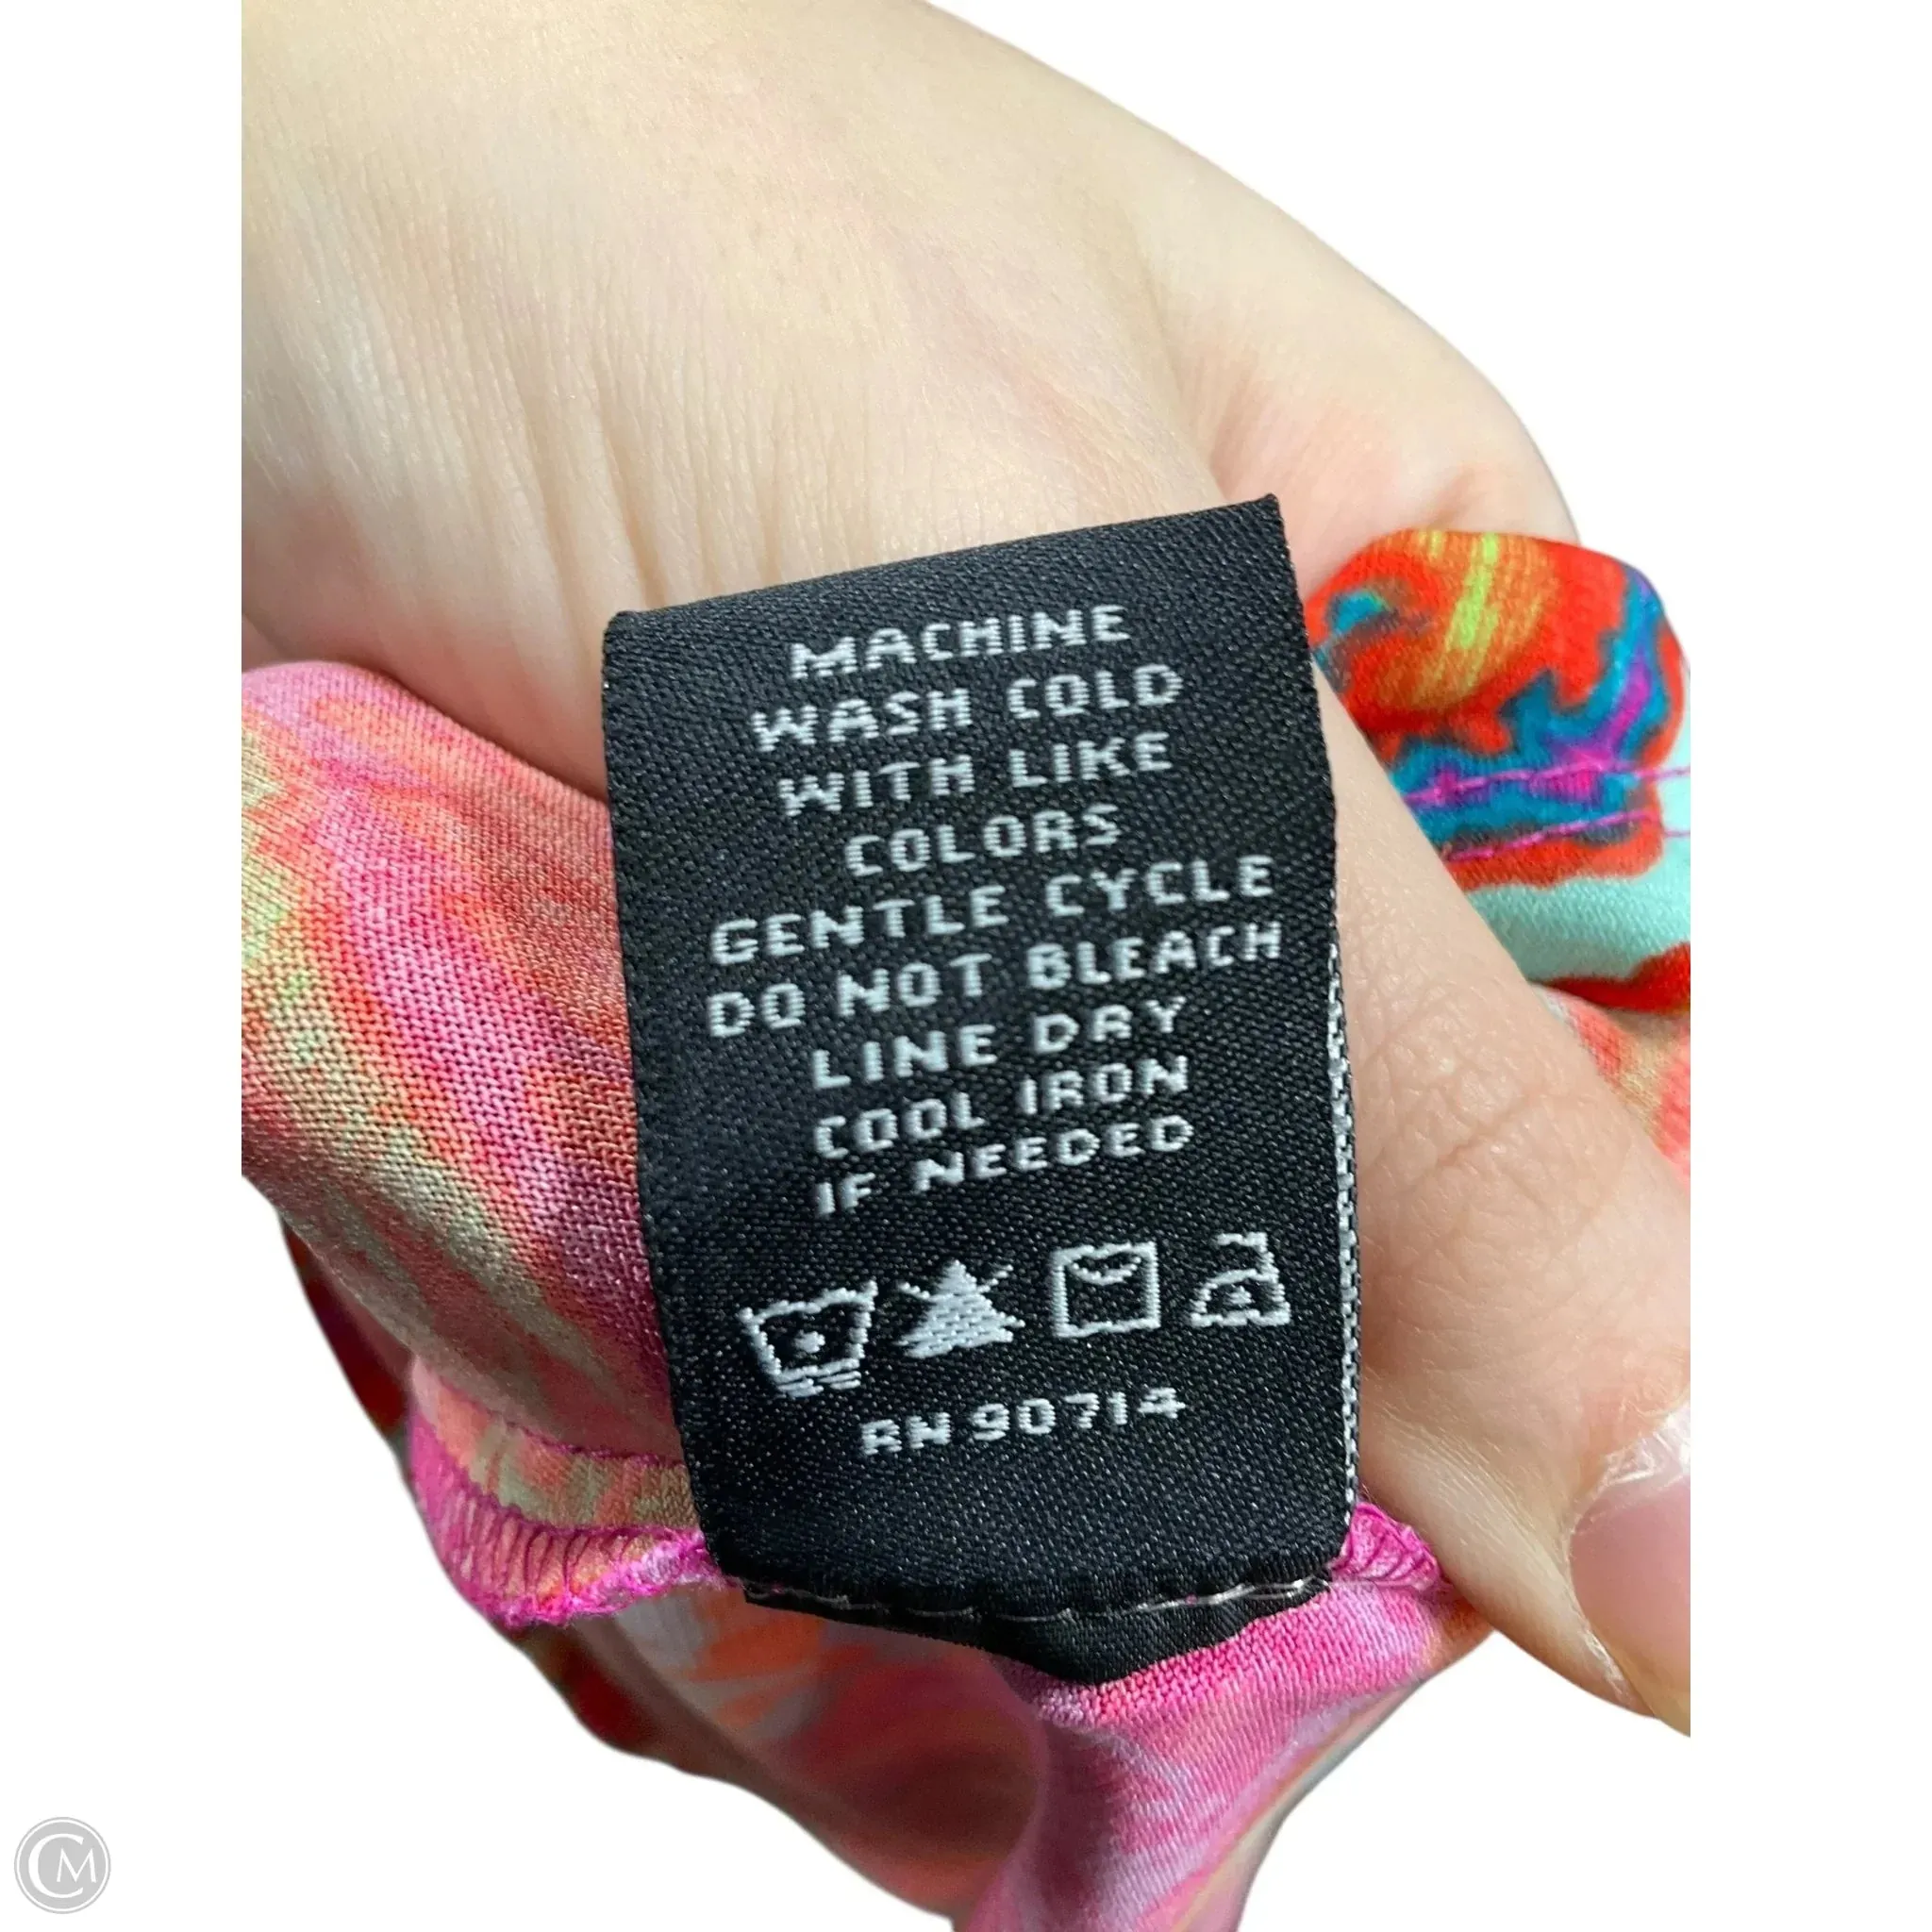 MACHINE
WASH COLD
WITH LIKE
COLORS
GENTLE CYCLE
DO NOT BLEACH
LINE DRY
COOL IRON
IF NEEDED
RN 90714
CM